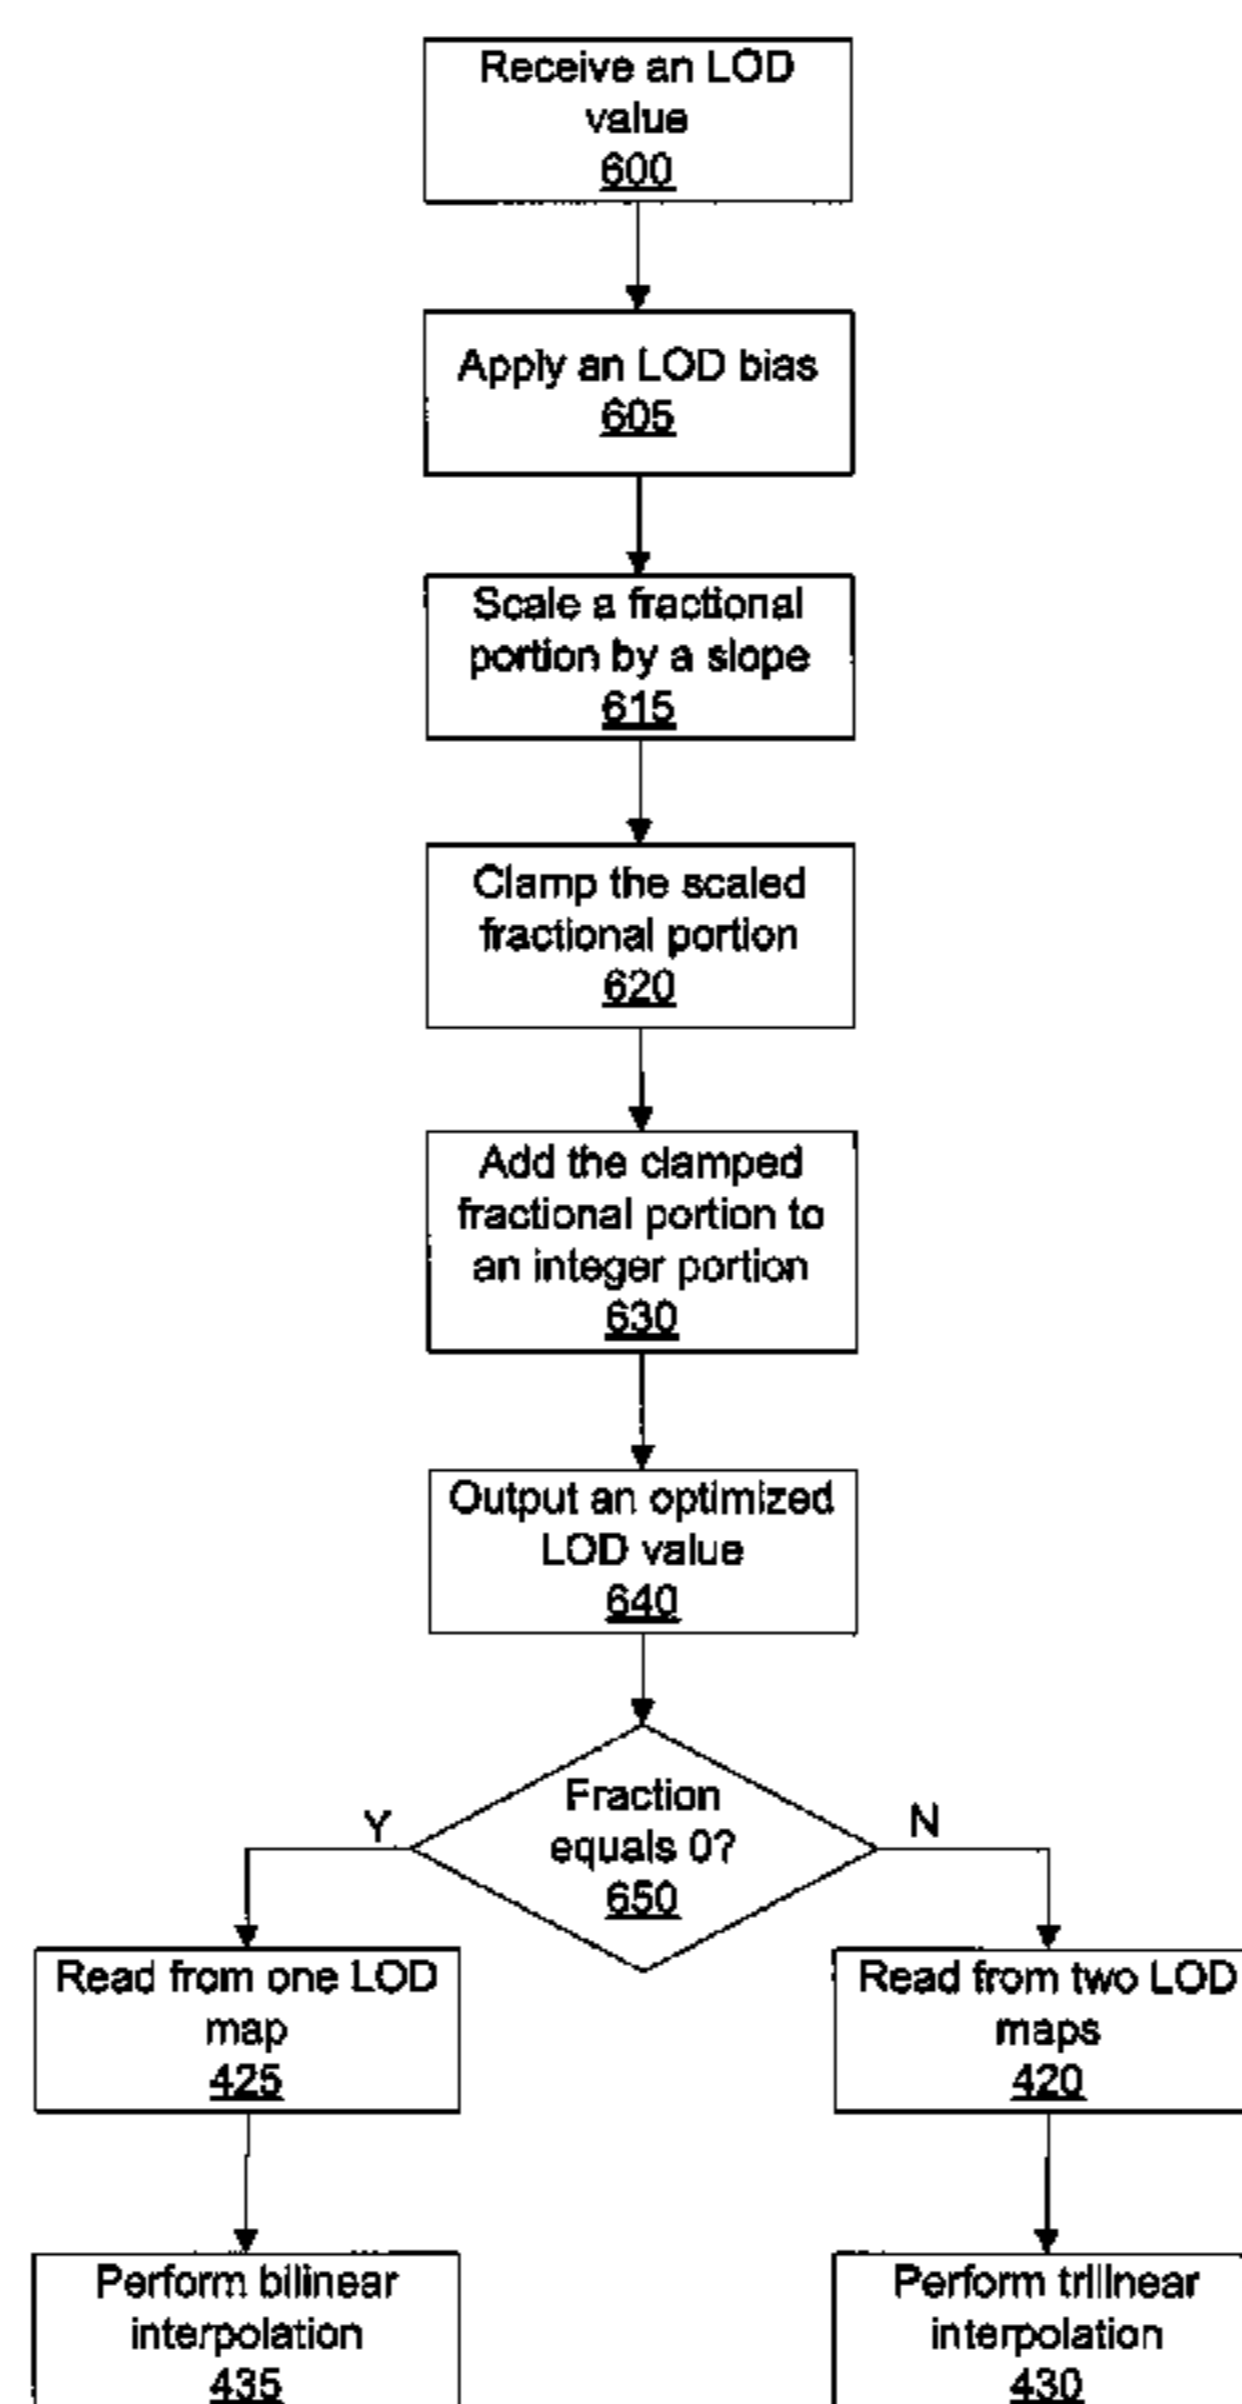 Receive an LOD
value
600
Apply an LOD bias
605
Scale a fractional
portion by a slope
615
Clamp the scaled
fractional portion
620
Add the clamped
fractional portion to
an integer portion
630
Output an optimized
LOD value
640
Fraction
equals 0?
650
Y
N
Read from one LOD
map
425
Read from two LOD
maps
420
Perform bilinear
interpolation
435
Perform trilinear
interpolation
430